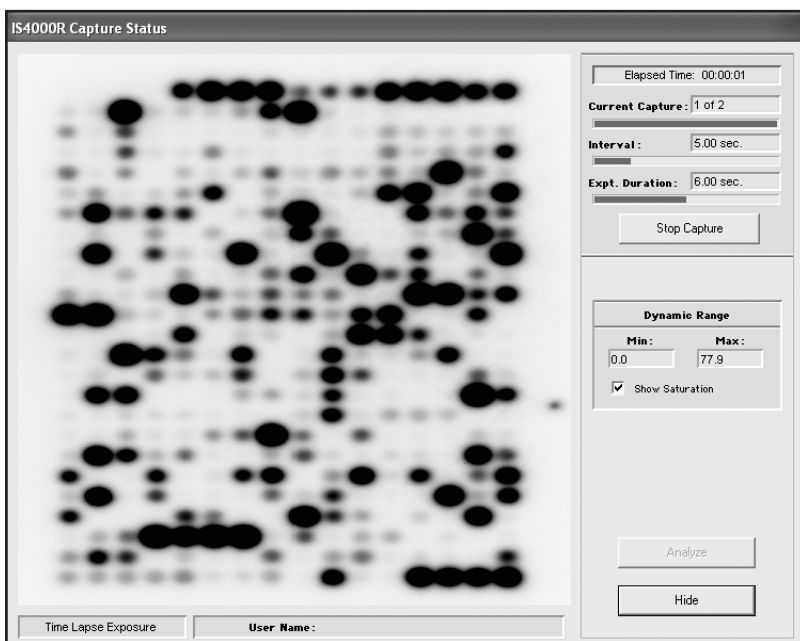 IS4000R Capture Status
Elapsed Time: 00:00:01
Current Capture: 1 of 2
Interval: 5.00 sec.
Expt. Duration: 6.00 sec.
Stop Capture
Dynamic Range
Min: Max:
0.0 77.9
Show Saturation
Analyze
Hide
Time Lapse Exposure User Name: